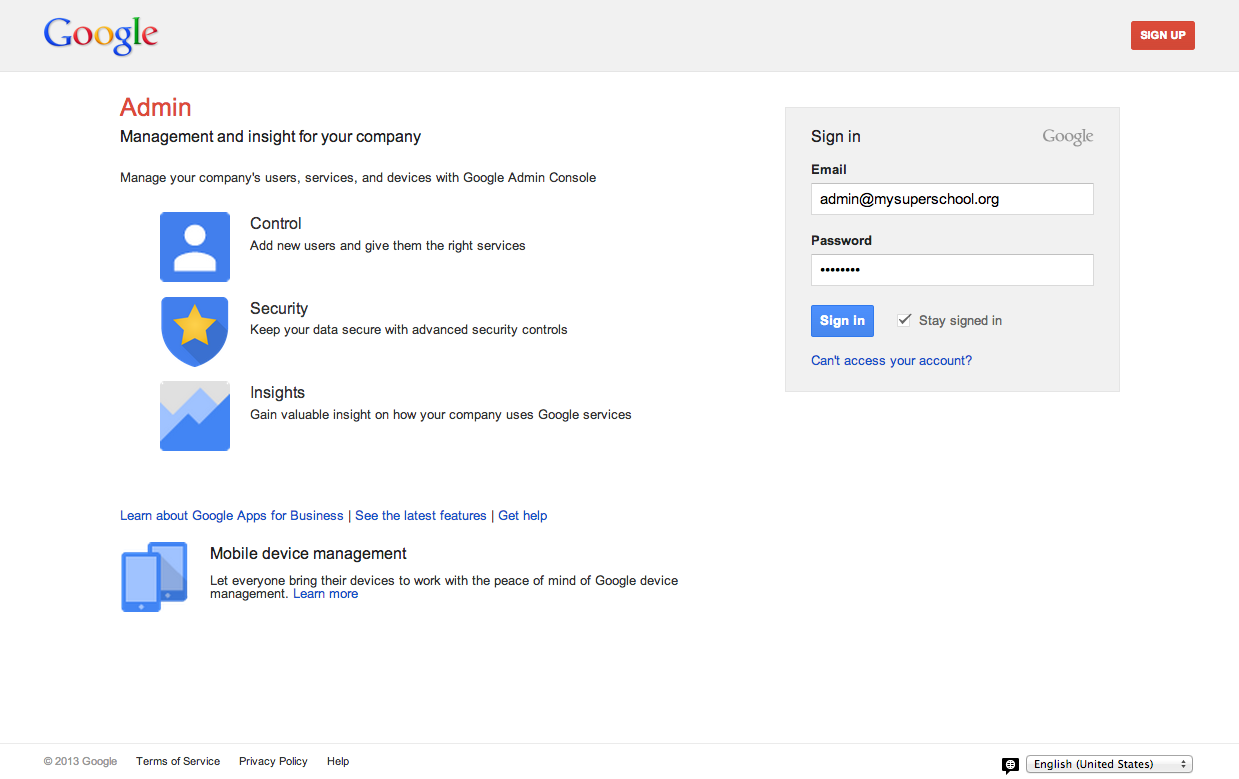 Google
SIGN UP
Admin
Management and insight for your company
Manage your company's users, services, and devices with Google Admin Console
Control
Add new users and give them the right services
Security
Keep your data secure with advanced security controls
Insights
Gain valuable insight on how your company uses Google services
Learn about Google Apps for Business | See the latest features | Get help
Mobile device management
Let everyone bring their devices to work with the peace of mind of Google device
management. Learn more
Sign in Google
Email
admin@mysuperschool.org
Password
••••••••
Sign in Stay signed in
Can't access your account?
© 2013 Google Terms of Service Privacy Policy Help
English (United States)